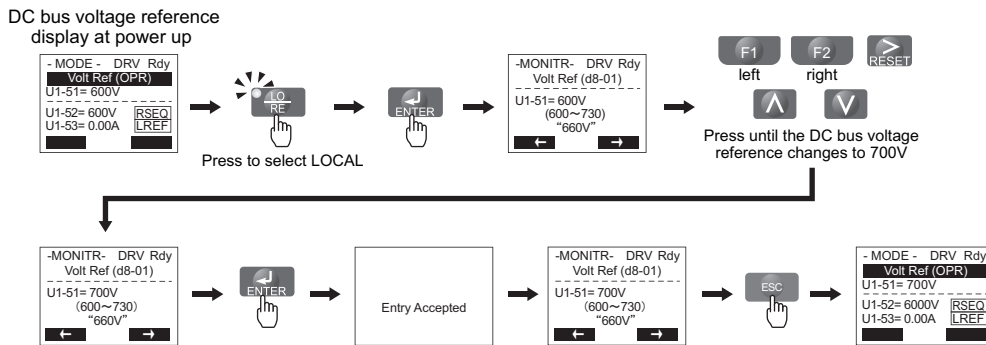 DC bus voltage reference
display at power up
- MODE - DRV Rdy
Volt Ref (OPR)
U1-51= 600V
U1-52= 600V RSEQ
U1-53= 0.00A LREF
LO
RE
Press to select LOCAL
ENTER
-MONITR- DRV Rdy
Volt Ref (d8-01)
U1-51= 600V
(600～730)
“660V”
← →
F1 F2 > RESET
left right
∧ ∨
Press until the DC bus voltage
reference changes to 700V
-MONITR- DRV Rdy
Volt Ref (d8-01)
U1-51= 700V
(600～730)
“660V”
← →
ENTER
Entry Accepted
-MONITR- DRV Rdy
Volt Ref (d8-01)
U1-51= 700V
(600～730)
“660V”
← →
ESC
- MODE - DRV Rdy
Volt Ref (OPR)
U1-51= 700V
U1-52= 6000V RSEQ
U1-53= 0.00A LREF